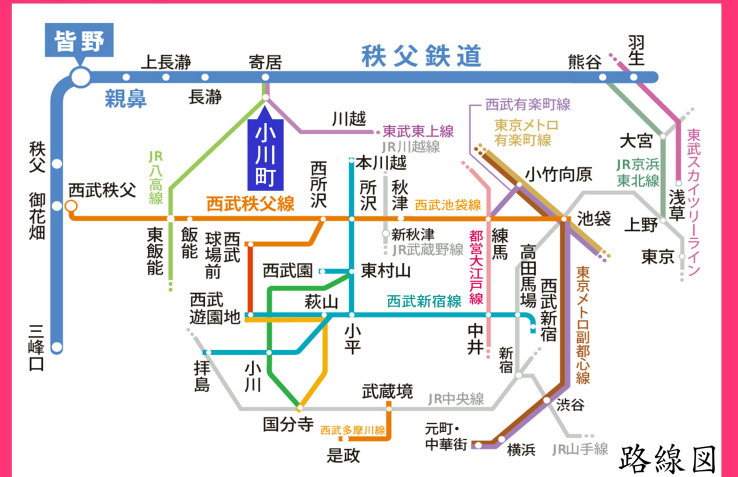 皆野
秩父鉄道
親鼻
上長瀞
長瀞
寄居
熊谷
羽生
小川町
川越
東武東上線
JR川越線
JR
八高線
西武有楽町線
東京メトロ
有楽町線
小竹向原
大宮
JR京浜
東北線
東武スカイツリーライン
浅草
上野
東京
秩父
御花畑
三峰口
西武秩父
西武秩父線
東飯能
飯能
西武
球場前
西所沢
本川越
所沢
秋津
新秋津
JR武蔵野線
西武池袋線
都営大江戸線
練馬
池袋
高田馬場
西武新宿
東京メトロ副都心線
西武園
東村山
西武
遊園地
萩山
西武新宿線
小平
中井
新宿
拝島
小川
国分寺
武蔵境
JR中央線
西武多摩川線
是政
元町・
中華街
横浜
渋谷
JR山手線
路線図